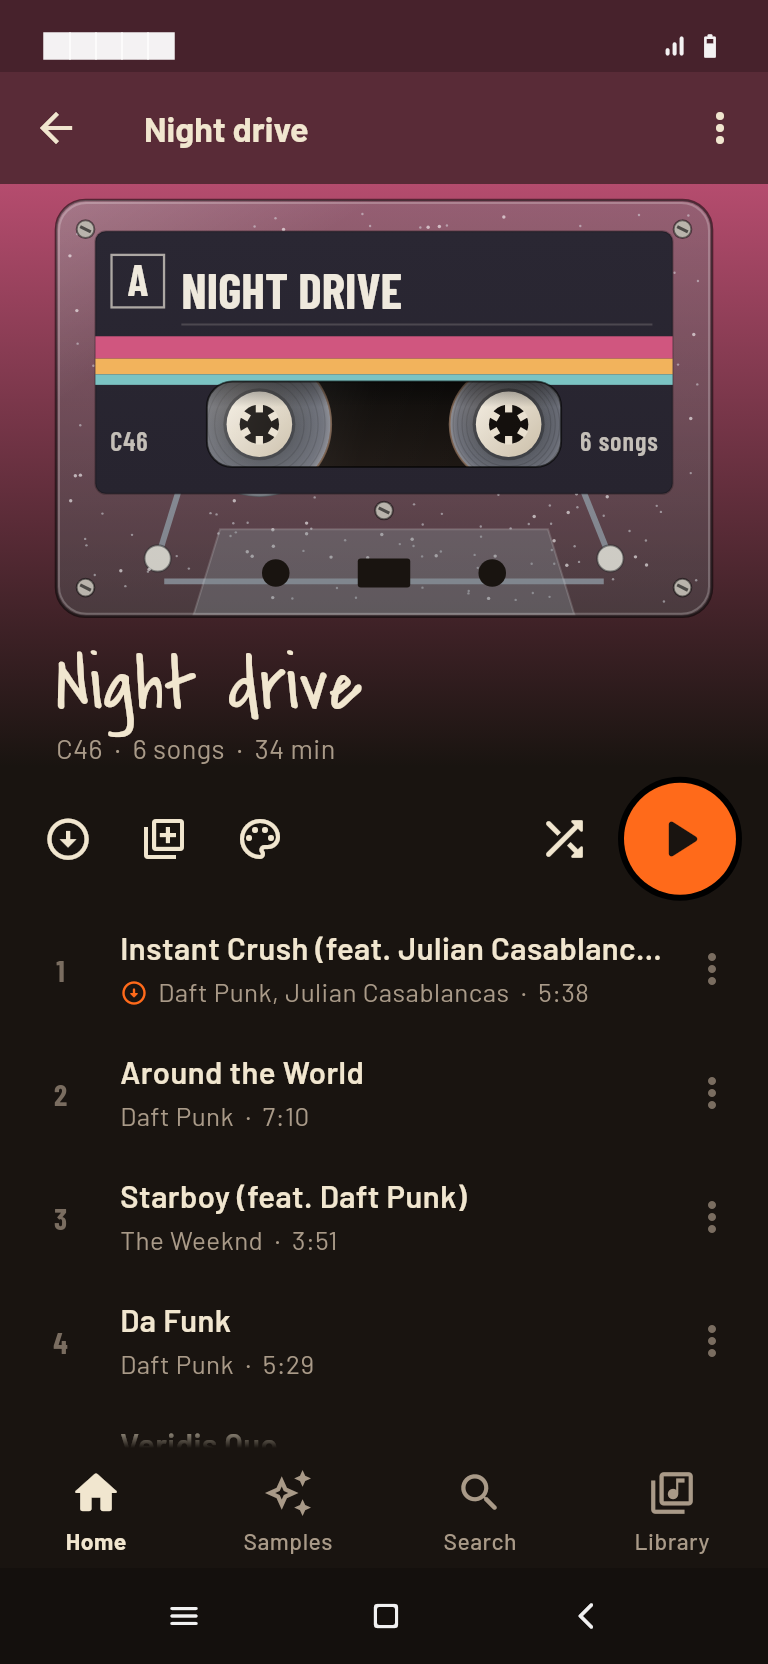 Night drive
A
NIGHT DRIVE
C46
6 songs
Night drive
C46 · 6 songs · 34 min
1
Instant Crush (feat. Julian Casablanc...
Daft Punk, Julian Casablancas · 5:38
2
Around the World
Daft Punk · 7:10
3
Starboy (feat. Daft Punk)
The Weeknd · 3:51
4
Da Funk
Daft Punk · 5:29
Veridis Quo
Home
Samples
Search
Library